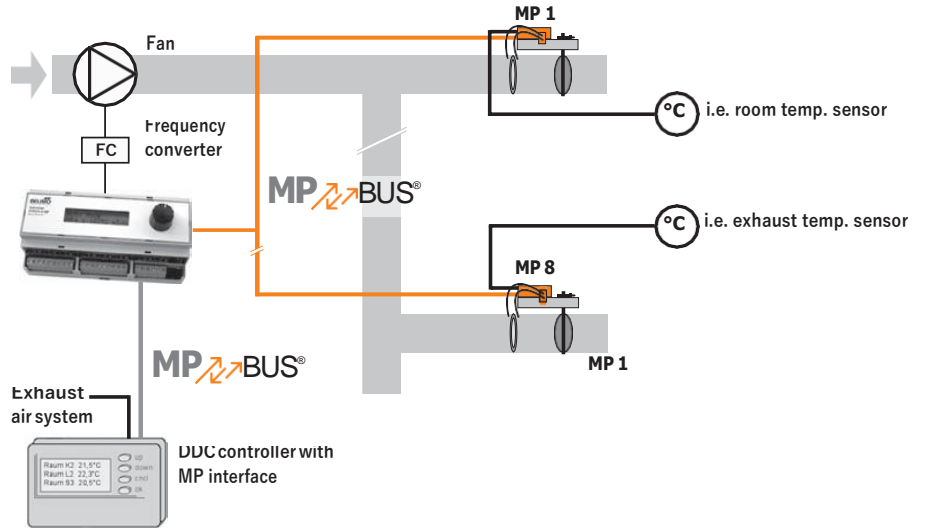 MP 1
Fan
°C
i.e. room temp. sensor
Frequency
converter
FC
MP BUS®
BELIMO
°C
i.e. exhaust temp. sensor
MP 8
MP BUS®
MP 1
Exhaust
air system
DDC controller with
MP interface
Raum K2 21,5°C
Raum L2 22,3°C
Raum S3 20,5°C
up
down
ok